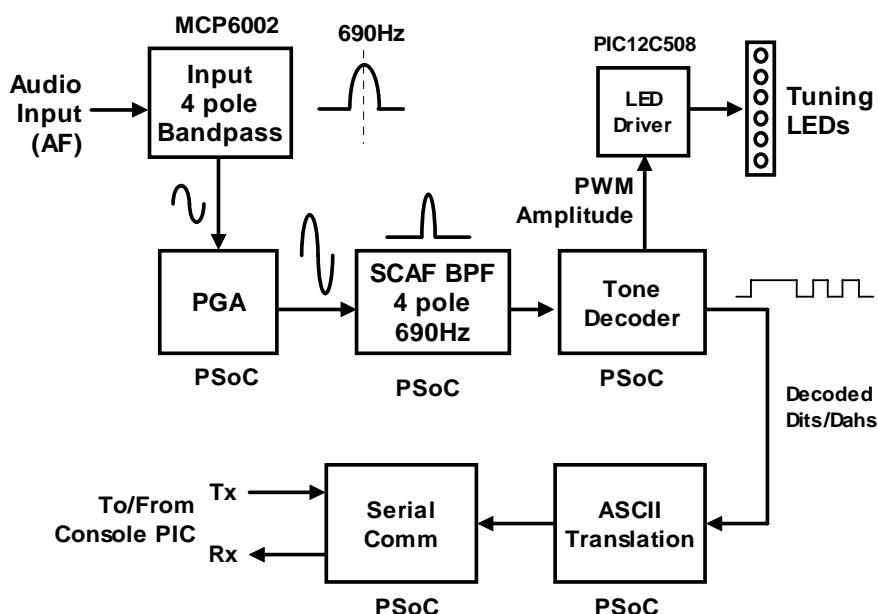 MCP6002
690Hz
PIC12C508
Audio
Input
(AF)
Input
4 pole
Bandpass
LED
Driver
Tuning
LEDs
PWM
Amplitude
PGA
SCAF BPF
4 pole
690Hz
Tone
Decoder
PSoC
PSoC
PSoC
Decoded
Dits/Dahs
To/From
Console PIC
Tx
Rx
Serial
Comm
ASCII
Translation
PSoC
PSoC